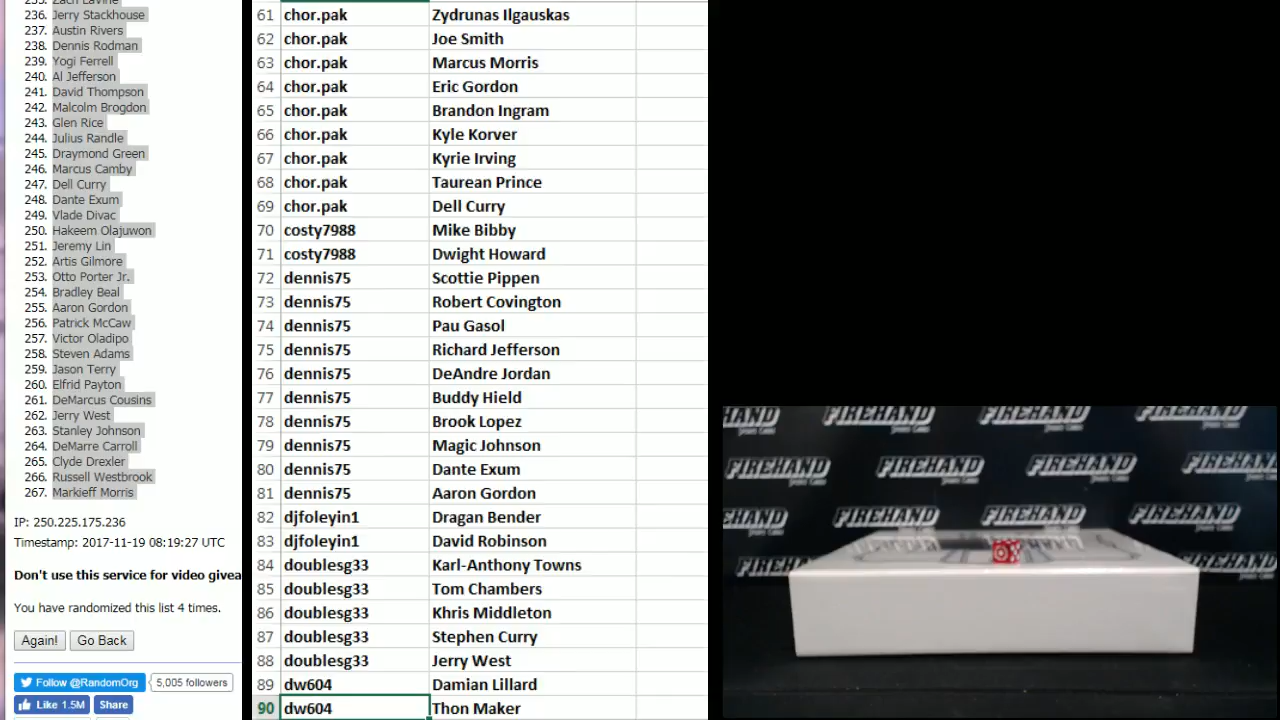 235. Zach LaVine
236. Jerry Stackhouse
237. Austin Rivers
238. Dennis Rodman
239. Yogi Ferrell
240. Al Jefferson
241. David Thompson
242. Malcolm Brogdon
243. Glen Rice
244. Julius Randle
245. Draymond Green
246. Marcus Camby
247. Dell Curry
248. Dante Exum
249. Vlade Divac
250. Hakeem Olajuwon
251. Jeremy Lin
252. Artis Gilmore
253. Otto Porter Jr.
254. Bradley Beal
255. Aaron Gordon
256. Patrick McCaw
257. Victor Oladipo
258. Steven Adams
259. Jason Terry
260. Elfrid Payton
261. DeMarcus Cousins
262. Jerry West
263. Stanley Johnson
264. DeMarre Carroll
265. Clyde Drexler
266. Russell Westbrook
267. Markieff Morris
IP: 250.225.175.236
Timestamp: 2017-11-19 08:19:27 UTC
Don't use this service for video givea
You have randomized this list 4 times.
Again! Go Back
Follow @RandomOrg 5,005 followers
Like 1.5M Share
61 chor.pak Zydrunas Ilgauskas
62 chor.pak Joe Smith
63 chor.pak Marcus Morris
64 chor.pak Eric Gordon
65 chor.pak Brandon Ingram
66 chor.pak Kyle Korver
67 chor.pak Kyrie Irving
68 chor.pak Taurean Prince
69 chor.pak Dell Curry
70 costy7988 Mike Bibby
71 costy7988 Dwight Howard
72 dennis75 Scottie Pippen
73 dennis75 Robert Covington
74 dennis75 Pau Gasol
75 dennis75 Richard Jefferson
76 dennis75 DeAndre Jordan
77 dennis75 Buddy Hield
78 dennis75 Brook Lopez
79 dennis75 Magic Johnson
80 dennis75 Dante Exum
81 dennis75 Aaron Gordon
82 djfoleyin1 Dragan Bender
83 djfoleyin1 David Robinson
84 doublesg33 Karl-Anthony Towns
85 doublesg33 Tom Chambers
86 doublesg33 Khris Middleton
87 doublesg33 Stephen Curry
88 doublesg33 Jerry West
89 dw604 Damian Lillard
90 dw604 Thon Maker
FIREHAND FIREHAND FIREHAND
FIREHAND FIREHAND FIREHAND
FIREHAND FIREHAND FIREHAND